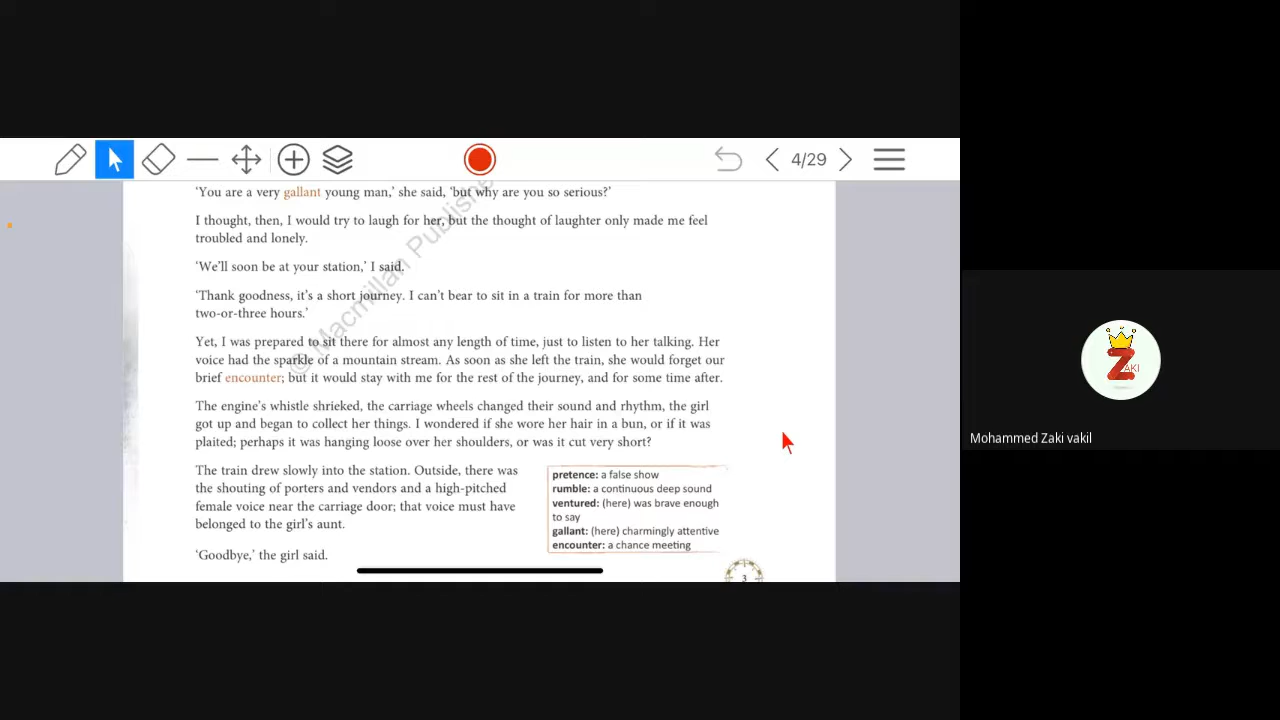 4/29
‘You are a very gallant young man,’ she said, ‘but why are you so serious?’
I thought, then, I would try to laugh for her, but the thought of laughter only made me feel
troubled and lonely.
‘We’ll soon be at your station,’ I said.
‘Thank goodness, it’s a short journey. I can’t bear to sit in a train for more than
two-or-three hours.’
Yet, I was prepared to sit there for almost any length of time, just to listen to her talking. Her
voice had the sparkle of a mountain stream. As soon as she left the train, she would forget our
brief encounter; but it would stay with me for the rest of the journey, and for some time after.
The engine’s whistle shrieked, the carriage wheels changed their sound and rhythm, the girl
got up and began to collect her things. I wondered if she wore her hair in a bun, or if it was
plaited; perhaps it was hanging loose over her shoulders, or was it cut very short?
The train drew slowly into the station. Outside, there was
the shouting of porters and vendors and a high-pitched
female voice near the carriage door; that voice must have
belonged to the girl’s aunt.
‘Goodbye,’ the girl said.
pretence: a false show
rumble: a continuous deep sound
ventured: (here) was brave enough
to say
gallant: (here) charmingly attentive
encounter: a chance meeting
3
© Macmillan Publishe
ZAKI
Mohammed Zaki vakil